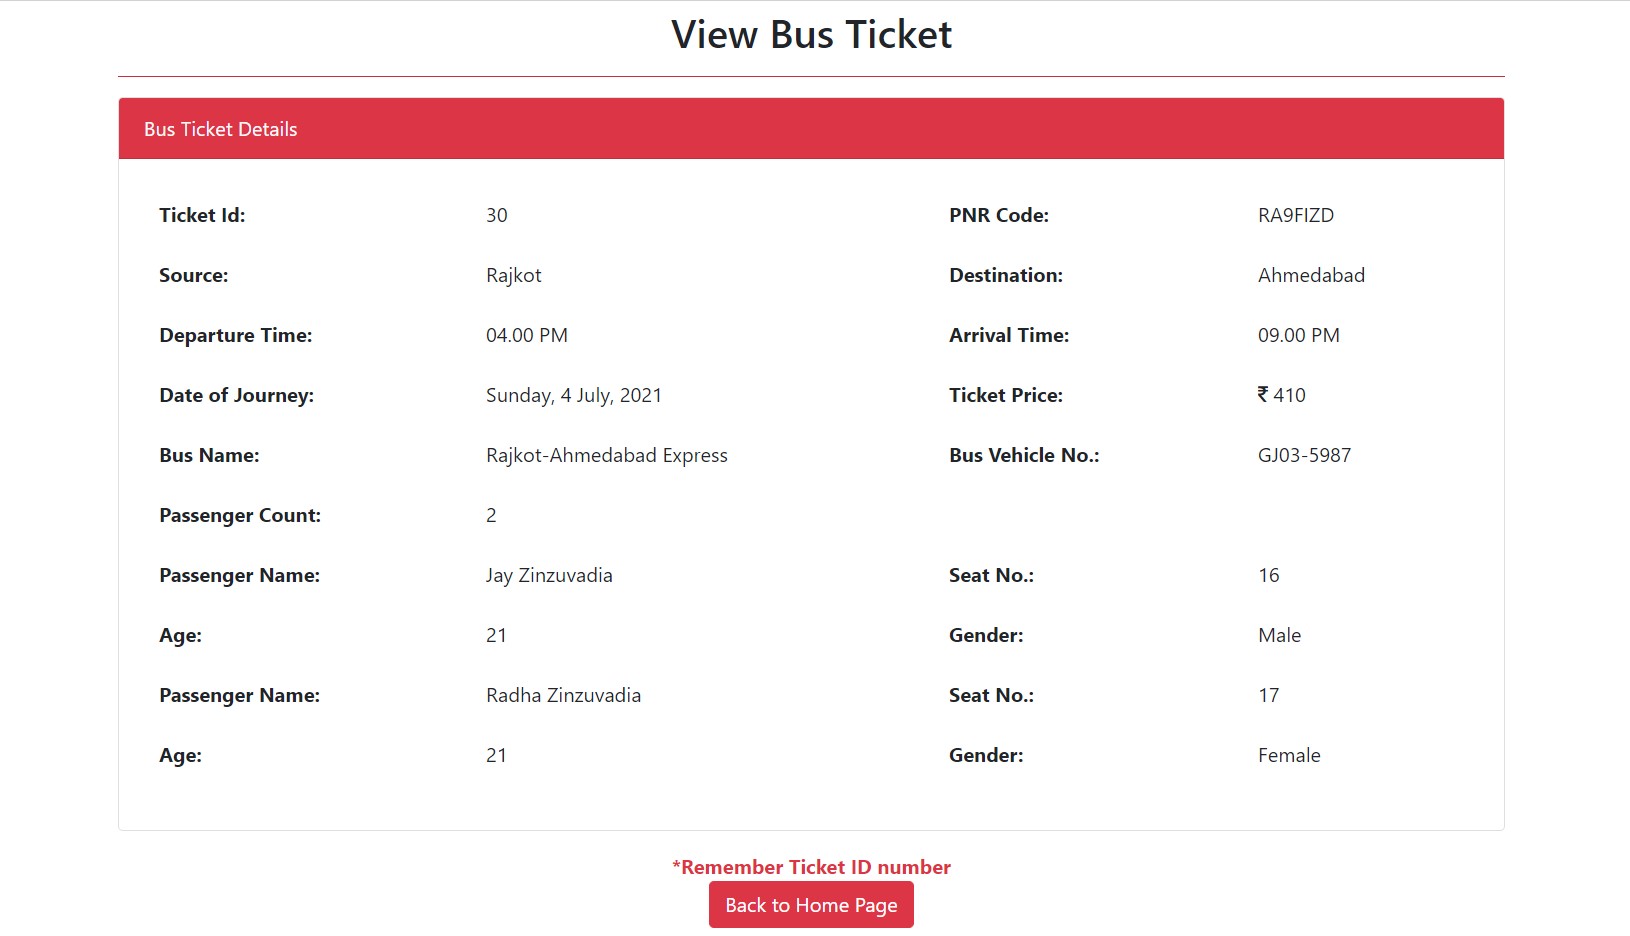 View Bus Ticket
Bus Ticket Details
Ticket Id: 30 PNR Code: RA9FIZD
Source: Rajkot Destination: Ahmedabad
Departure Time: 04.00 PM Arrival Time: 09.00 PM
Date of Journey: Sunday, 4 July, 2021 Ticket Price: ₹ 410
Bus Name: Rajkot-Ahmedabad Express Bus Vehicle No.: GJ03-5987
Passenger Count: 2
Passenger Name: Jay Zinzuvadia Seat No.: 16
Age: 21 Gender: Male
Passenger Name: Radha Zinzuvadia Seat No.: 17
Age: 21 Gender: Female
*Remember Ticket ID number
Back to Home Page